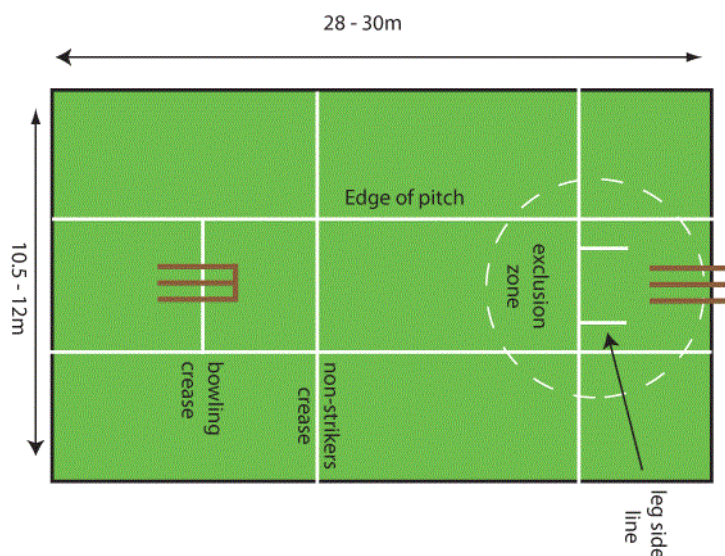 28 - 30m
10.5 - 12m
Edge of pitch
exclusion
zone
bowling
crease
non-strikers
crease
leg side
line